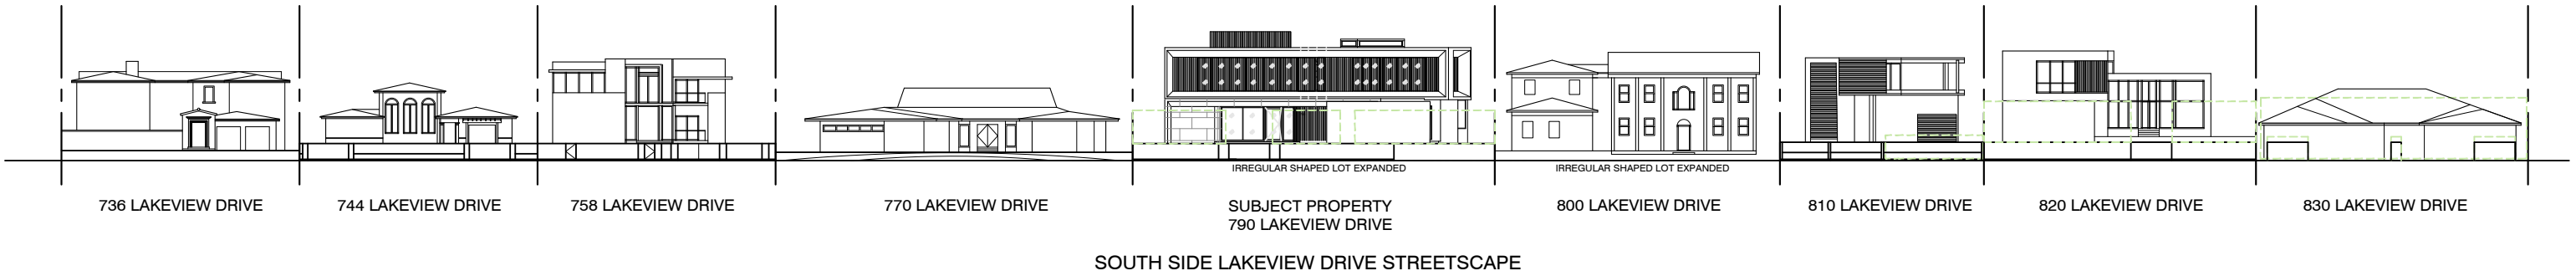 IRREGULAR SHAPED LOT EXPANDED
IRREGULAR SHAPED LOT EXPANDED
736 LAKEVIEW DRIVE
744 LAKEVIEW DRIVE
758 LAKEVIEW DRIVE
770 LAKEVIEW DRIVE
SUBJECT PROPERTY
790 LAKEVIEW DRIVE
800 LAKEVIEW DRIVE
810 LAKEVIEW DRIVE
820 LAKEVIEW DRIVE
830 LAKEVIEW DRIVE
SOUTH SIDE LAKEVIEW DRIVE STREETSCAPE